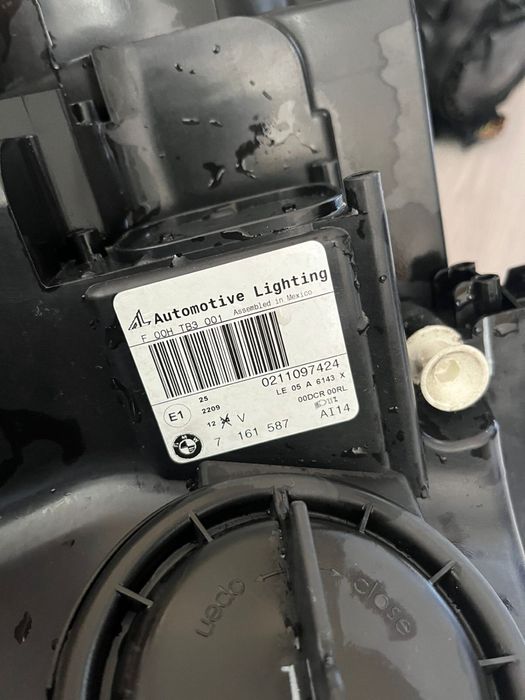 Automotive Lighting
F 00H TB3 001 Assembled in Mexico
0211097424
E1 25 LE 05 A 6143 X
2209 00DCR 00RL
12 V
BMW 7 161 587 AI14
open close